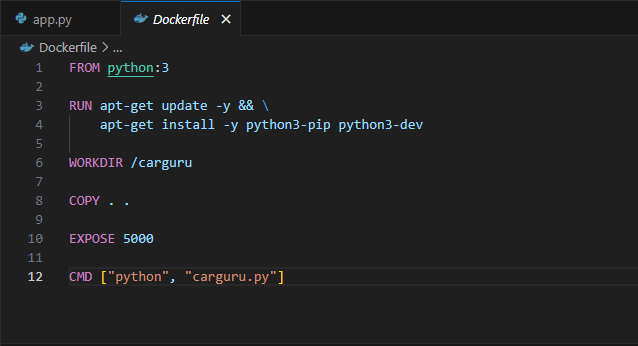 app.py Dockerfile ×
Dockerfile > ...
1 FROM python:3
2
3 RUN apt-get update -y && \
4     apt-get install -y python3-pip python3-dev
5
6 WORKDIR /carguru
7
8 COPY . .
9
10 EXPOSE 5000
11
12 CMD ["python", "carguru.py"]